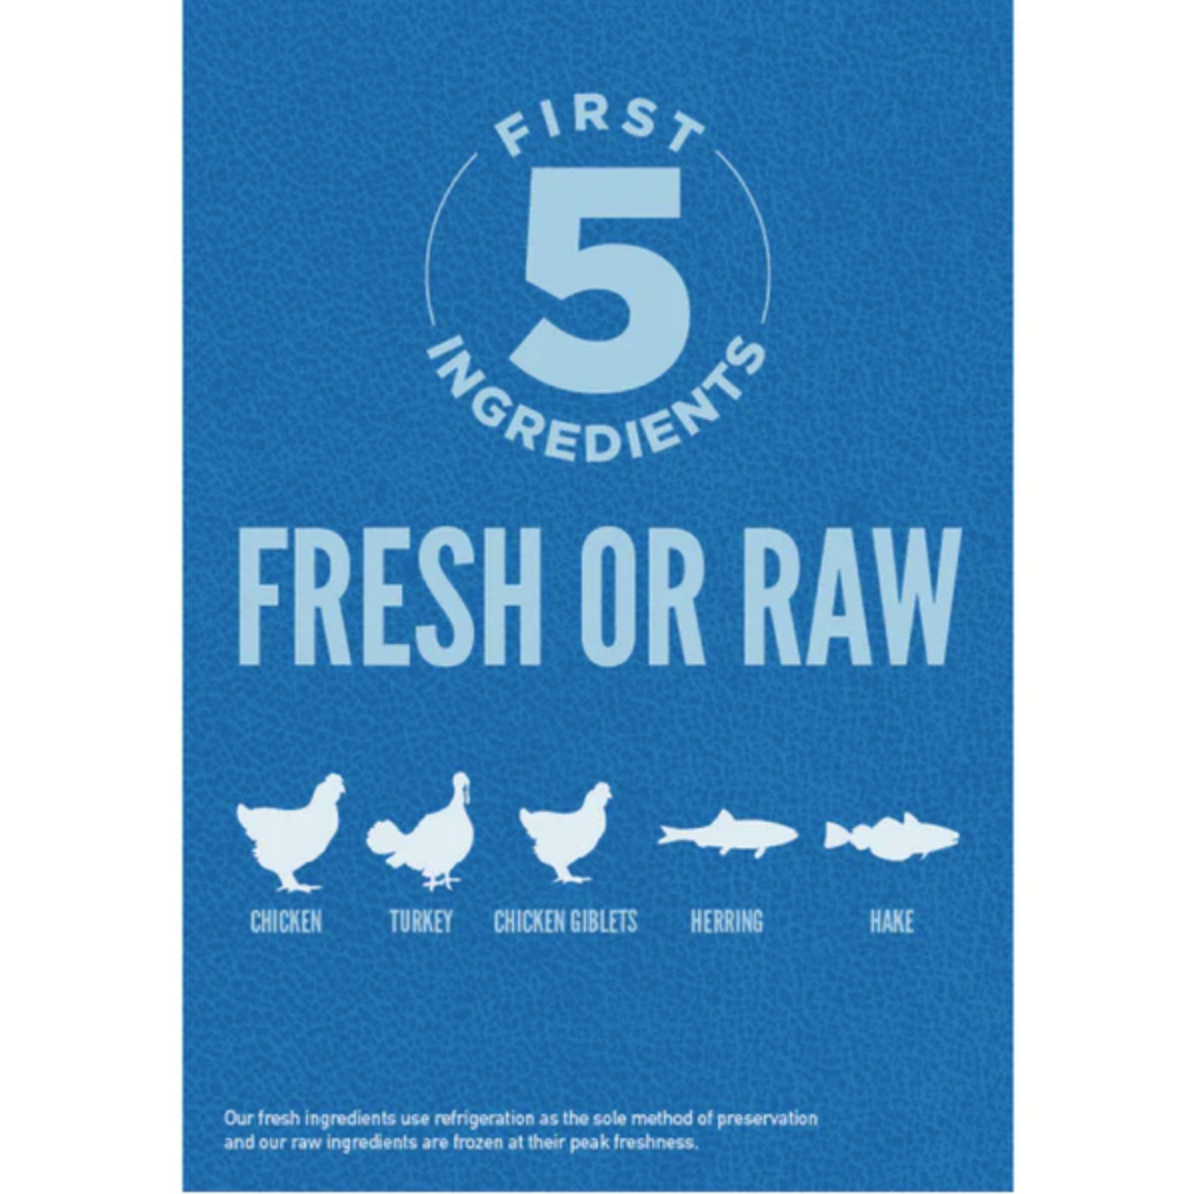 FIRST
5
INGREDIENTS
FRESH OR RAW
CHICKEN TURKEY CHICKEN GIBLETS HERRING HAKE
Our fresh ingredients use refrigeration as the sole method of preservation
and our raw ingredients are frozen at their peak freshness.